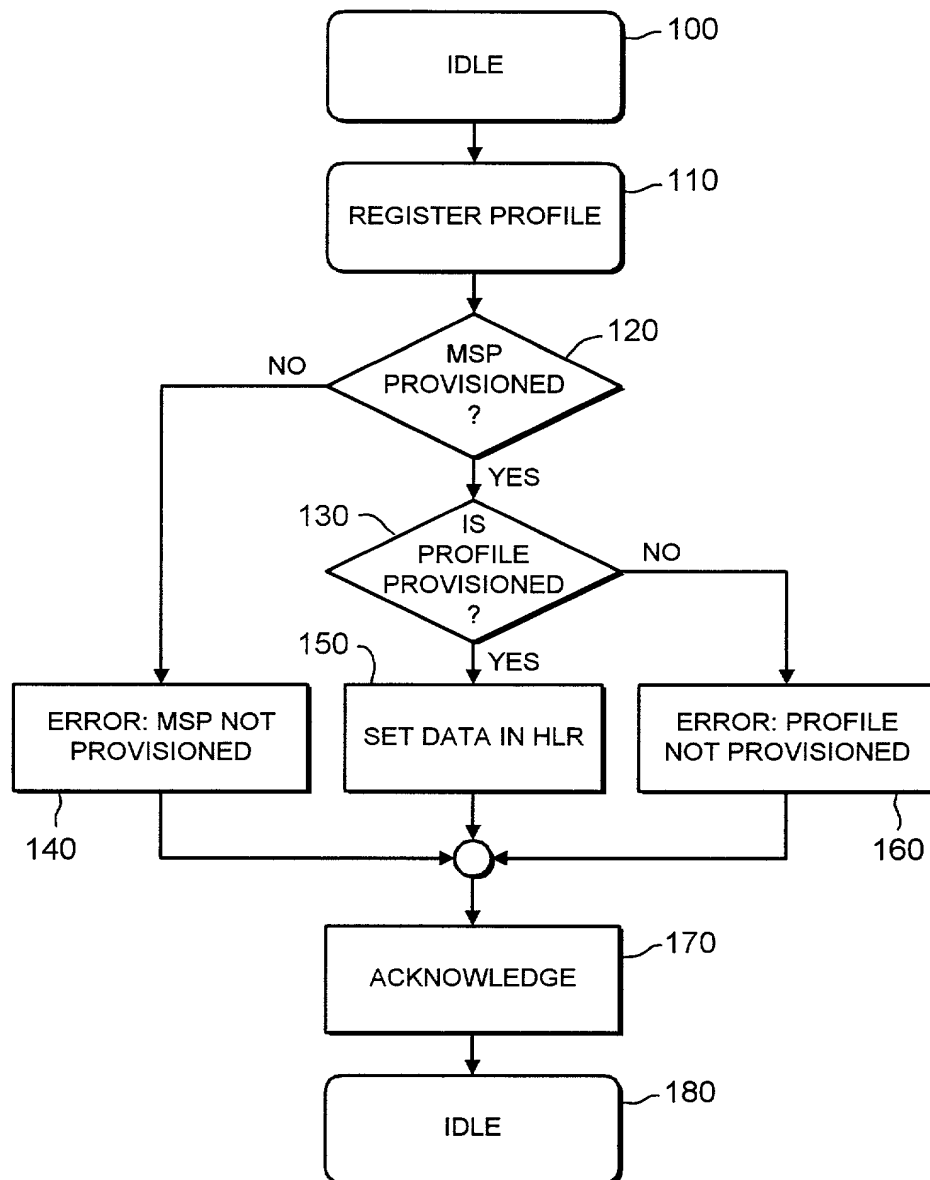 IDLE
100
REGISTER PROFILE
110
120
MSP
PROVISIONED
?
NO
YES
130
IS
PROFILE
PROVISIONED
?
NO
150
YES
ERROR: MSP NOT
PROVISIONED
SET DATA IN HLR
ERROR: PROFILE
NOT PROVISIONED
140
160
ACKNOWLEDGE
170
IDLE
180